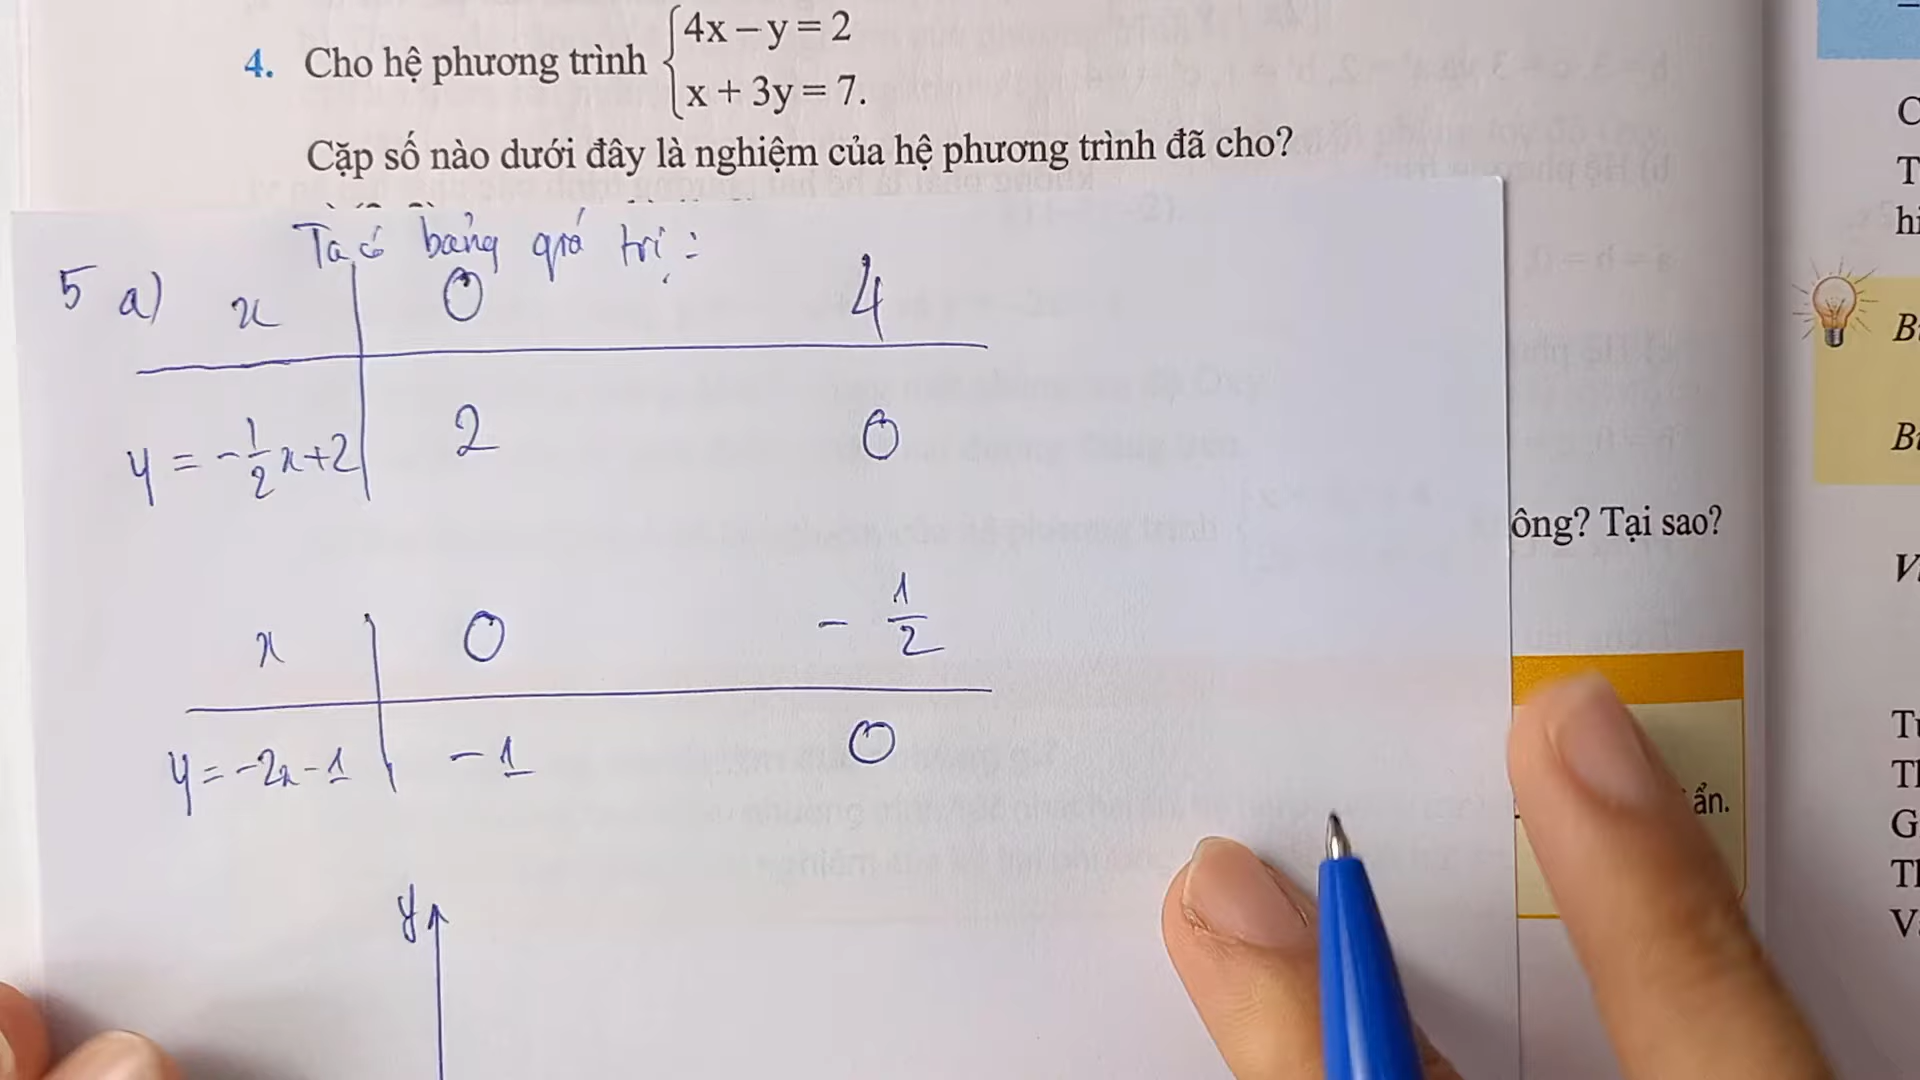 4. Cho hệ phương trình {4x – y = 2
x + 3y = 7.
Cặp số nào dưới đây là nghiệm của hệ phương trình đã cho?
Ta có bảng giá trị:
5 a) x | 0 4
y = -1/2x+2 | 2 0
x | 0 - 1/2
y = -2x - 1 | - 1 0
y
ông? Tại sao?
ẩn.